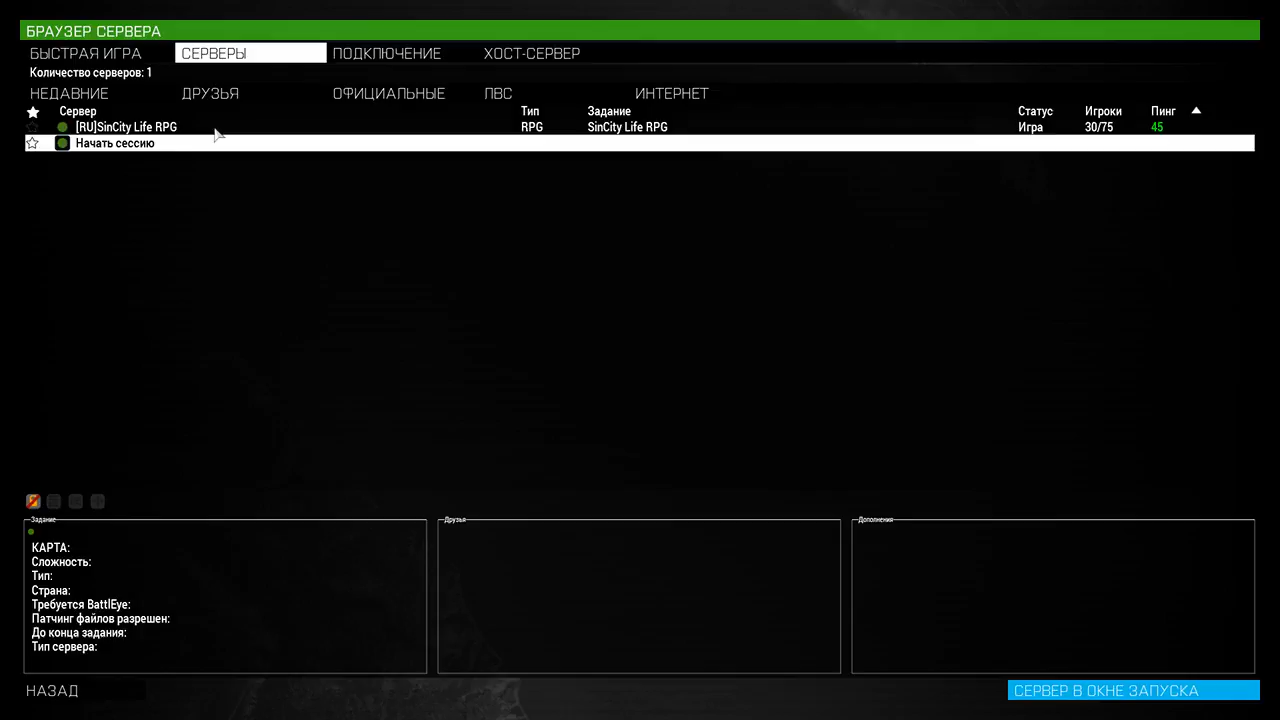 БРАУЗЕР СЕРВЕРА
БЫСТРАЯ ИГРА СЕРВЕРЫ ПОДКЛЮЧЕНИЕ ХОСТ-СЕРВЕР
Количество серверов: 1
НЕДАВНИЕ ДРУЗЬЯ ОФИЦИАЛЬНЫЕ ЛВС ИНТЕРНЕТ
Сервер Тип Задание Статус Игроки Пинг
[RU]SinCity Life RPG RPG SinCity Life RPG Игра 30/75 45
Начать сессию
Задание Друзья Дополнения
КАРТА:
Сложность:
Тип:
Страна:
Требуется BattlEye:
Патчинг файлов разрешен:
До конца задания:
Тип сервера:
НАЗАД СЕРВЕР В ОКНЕ ЗАПУСКА